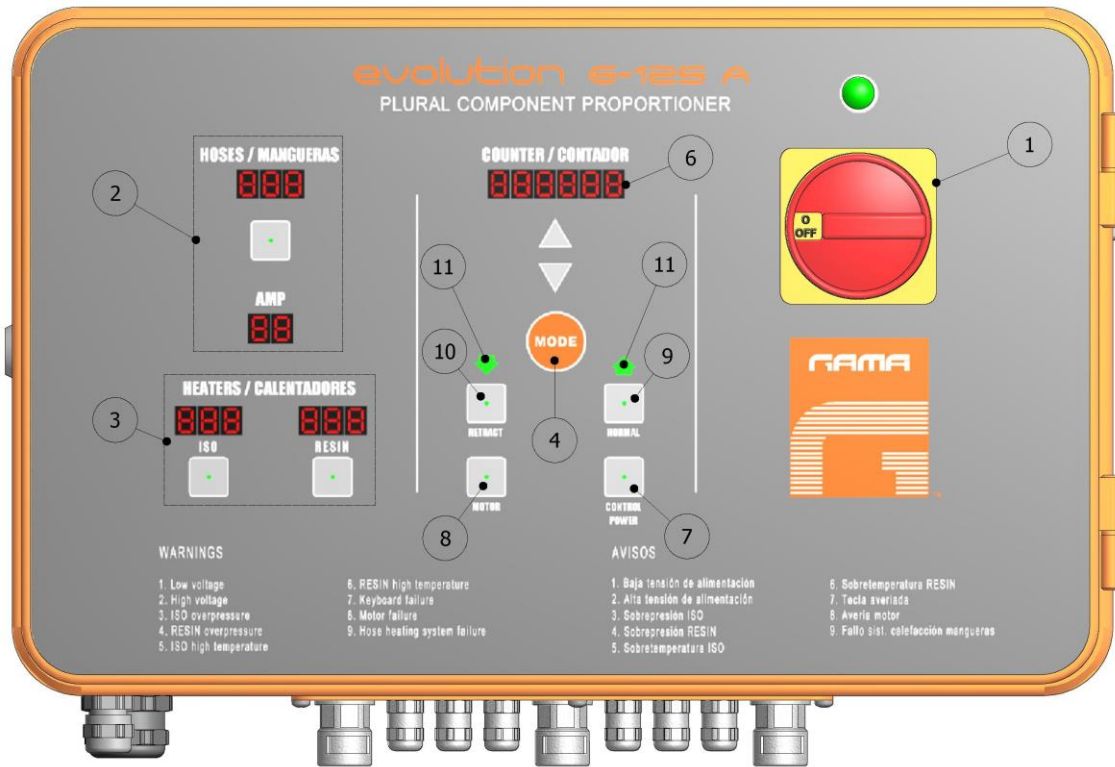 evolution G-125 A
PLURAL COMPONENT PROPORTIONER
HOSES / MANGUERAS
888
AMP
88
2
HEATERS / CALENTADORES
888
888
ISO
RESIN
3
COUNTER / CONTADOR
888888
6
MODE
11
11
10
9
4
RETRACT
NORMAL
MOTOR
CONTROL
POWER
8
7
1
O
OFF
GAMA
WARNINGS
1. Low voltage
2. High voltage
3. ISO overpressure
4. RESIN overpressure
5. ISO high temperature
6. RESIN high temperature
7. Keyboard failure
8. Motor failure
9. Hose heating system failure
AVISOS
1. Baja tensión de alimentación
2. Alta tensión de alimentación
3. Sobrepresión ISO
4. Sobrepresión RESIN
5. Sobretemperatura ISO
6. Sobretemperatura RESIN
7. Tecla averiada
8. Avería motor
9. Fallo sist. calefacción mangueras